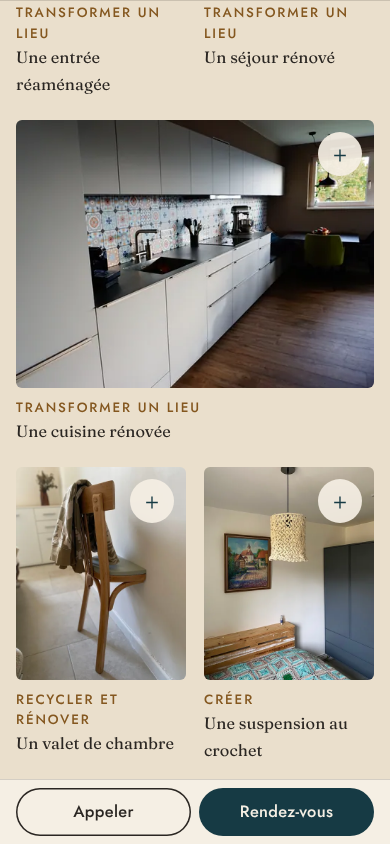 TRANSFORMER UN
LIEU
Une entrée
réaménagée
TRANSFORMER UN
LIEU
Un séjour rénové
TRANSFORMER UN LIEU
Une cuisine rénovée
RECYCLER ET
RÉNOVER
Un valet de chambre
CRÉER
Une suspension au
crochet
Appeler
Rendez-vous